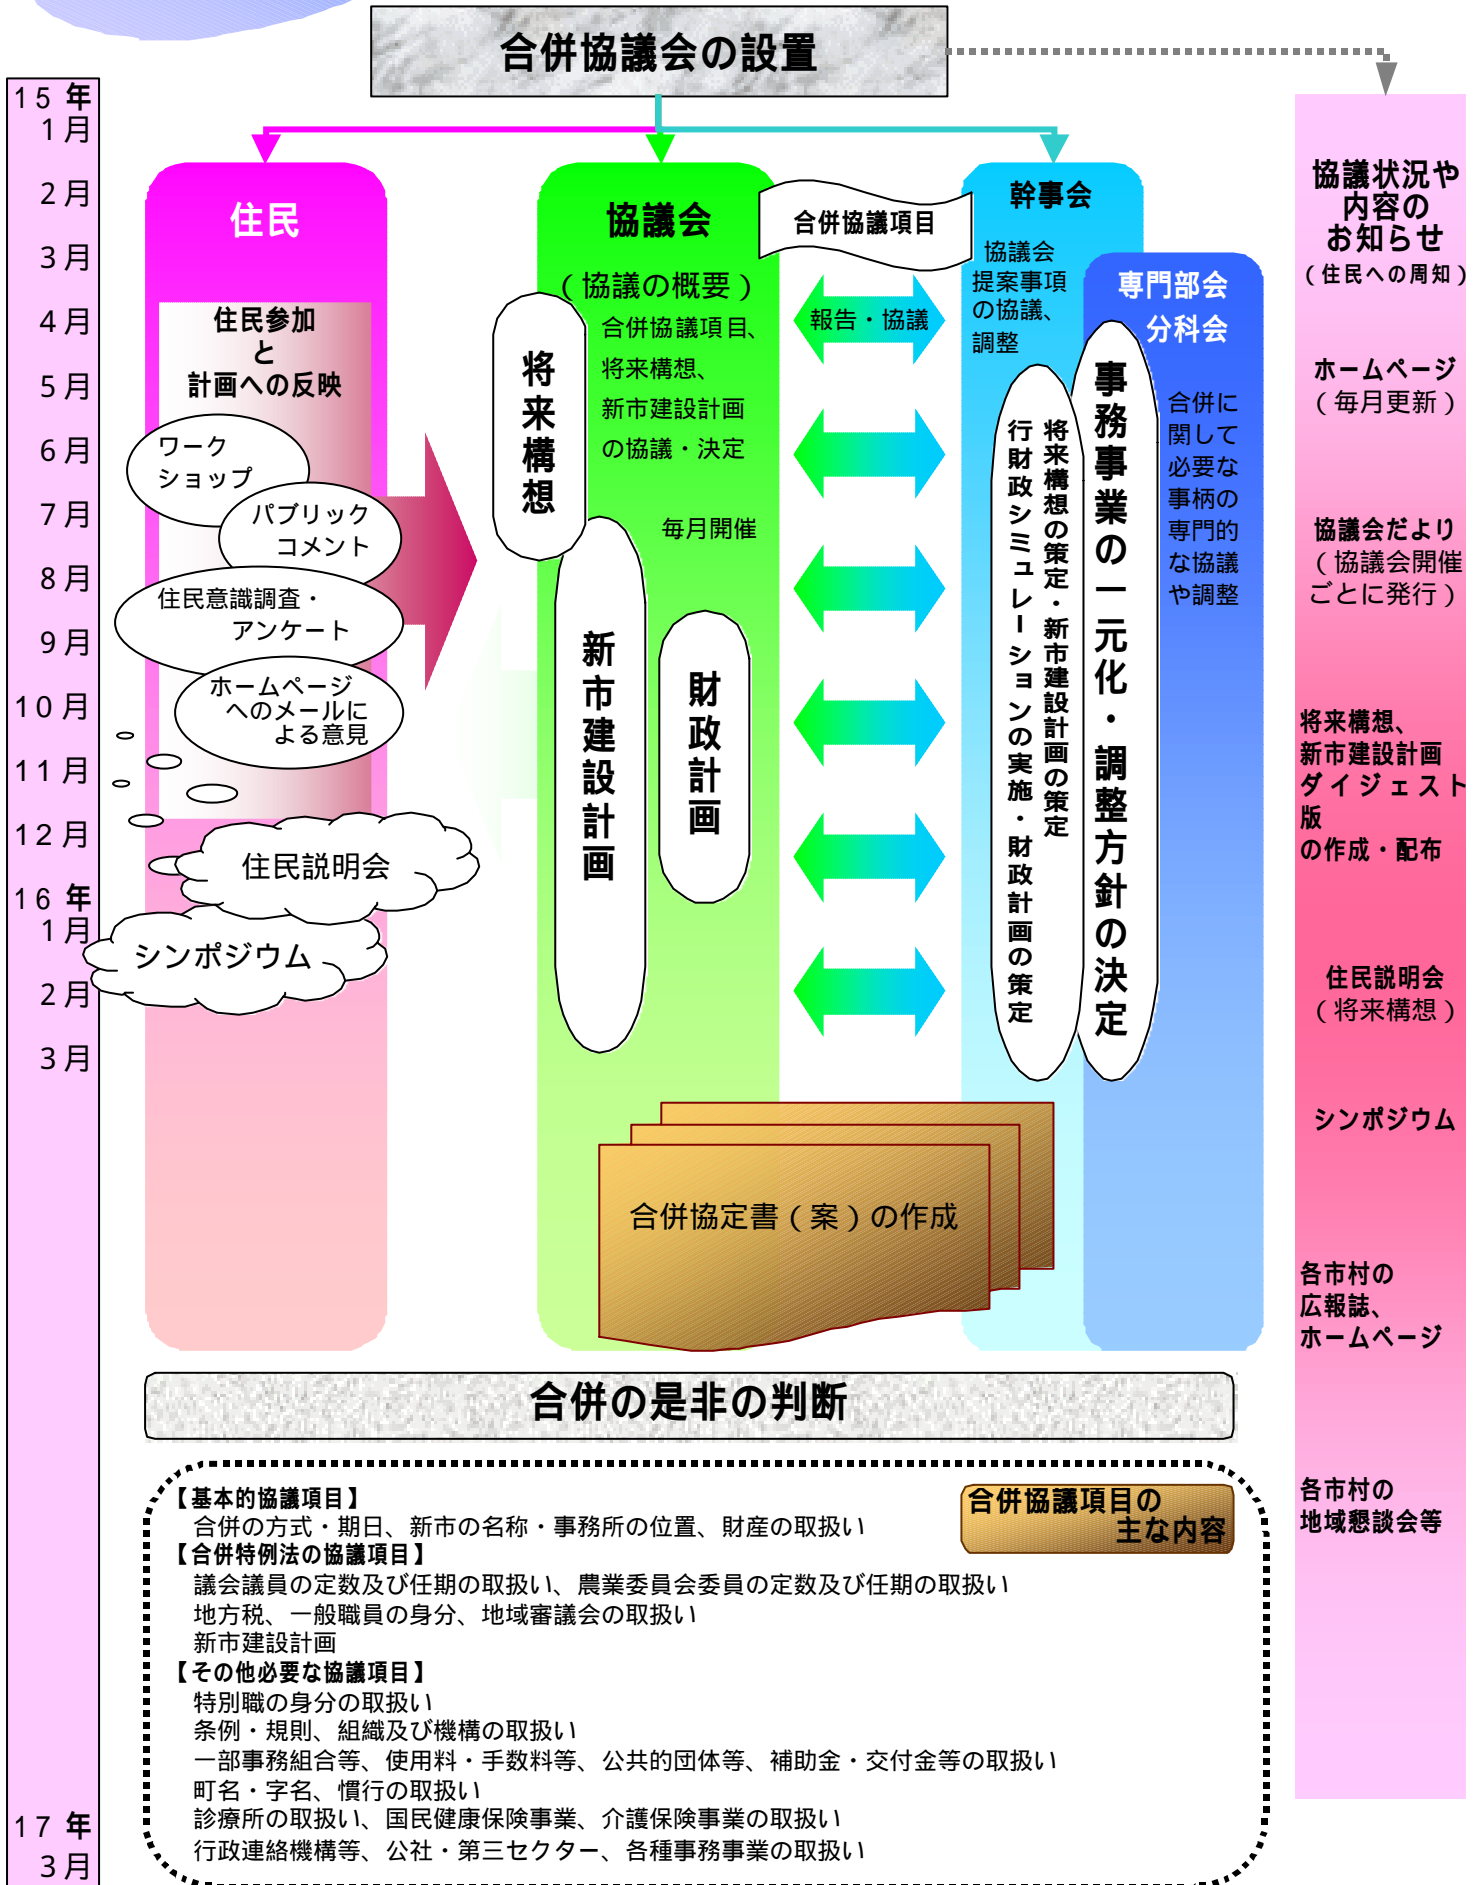 合併協議会の設置
15年
1月
2月
3月
4月
5月
6月
7月
8月
9月
10月
11月
12月
16年
1月
2月
3月
17年
3月
住民
住民参加
と
計画への反映
ワーク
ショップ
パブリック
コメント
住民意識調査・
アンケート
ホームページ
へのメールに
よる意見
住民説明会
シンポジウム
協議会
(協議の概要)
合併協議項目、
将来構想、
新市建設計画
の協議・決定
毎月開催
将来構想
新市建設計画
財政計画
合併協議項目
報告・協議
幹事会
協議会
提案事項
の協議、
調整
専門部会
分科会
合併に
関して
必要な
事柄の
専門的
な協議
や調整
事務事業の一元化・調整方針の決定
将来構想の策定・新市建設計画の策定
行財政シミュレーションの実施・財政計画の策定
合併協定書(案)の作成
協議状況や
内容の
お知らせ
(住民への周知)
ホームページ
(毎月更新)
協議会だより
(協議会開催
ごとに発行)
将来構想、
新市建設計画
ダイジェスト
版
の作成・配布
住民説明会
(将来構想)
シンポジウム
各市村の
広報誌、
ホームページ
各市村の
地域懇談会等
合併の是非の判断
合併協議項目の
主な内容
【基本的協議項目】
合併の方式・期日、新市の名称・事務所の位置、財産の取扱い
【合併特例法の協議項目】
議会議員の定数及び任期の取扱い、農業委員会委員の定数及び任期の取扱い
地方税、一般職員の身分、地域審議会の取扱い
新市建設計画
【その他必要な協議項目】
特別職の身分の取扱い
条例・規則、組織及び機構の取扱い
一部事務組合等、使用料・手数料等、公共的団体等、補助金・交付金等の取扱い
町名・字名、慣行の取扱い
診療所の取扱い、国民健康保険事業、介護保険事業の取扱い
行政連絡機構等、公社・第三セクター、各種事務事業の取扱い